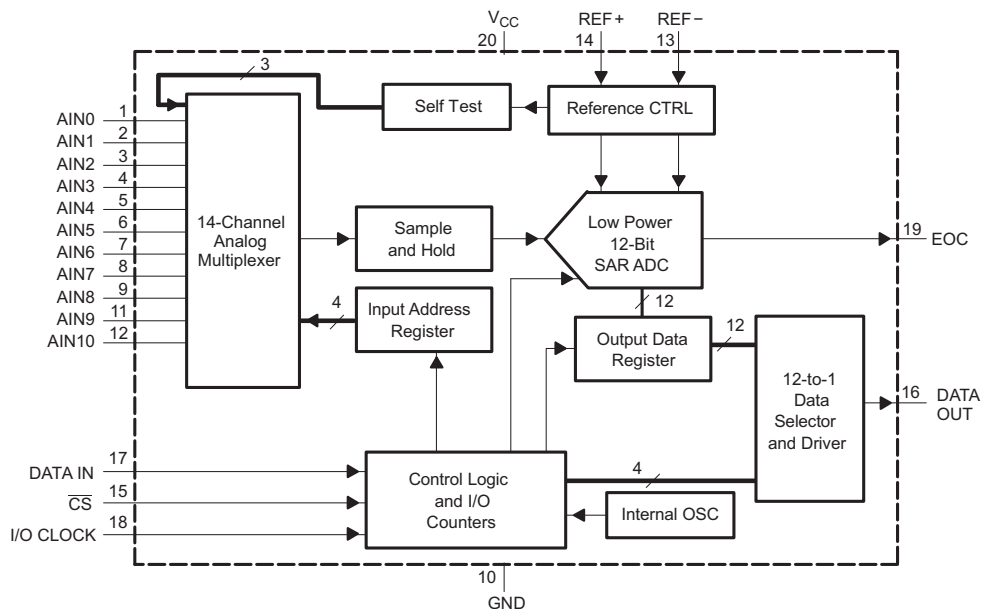 VCC
20
REF+
14
REF−
13
3
Self Test
Reference CTRL
AIN0
1
AIN1
2
AIN2
3
AIN3
4
AIN4
5
AIN5
6
AIN6
7
AIN7
8
AIN8
9
AIN9
11
AIN10
12
14-Channel
Analog
Multiplexer
Sample
and Hold
Low Power
12-Bit
SAR ADC
19
EOC
4
Input Address
Register
12
Output Data
Register
12
12-to-1
Data
Selector
and Driver
16
DATA
OUT
DATA IN
17
C̅S̅
15
I/O CLOCK
18
Control Logic
and I/O
Counters
4
Internal OSC
10
GND